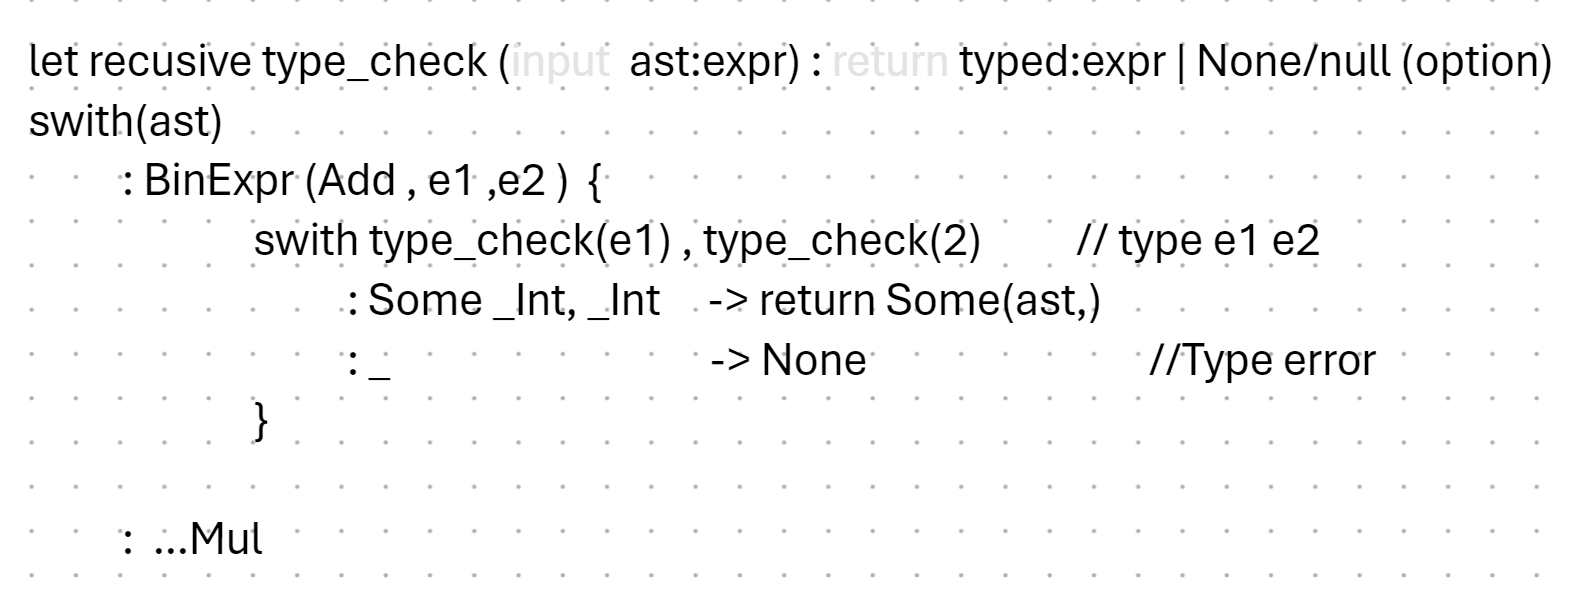 let recusive type_check (input ast:expr) : return typed:expr | None/null (option)
swith(ast)
: BinExpr (Add , e1 ,e2 ) {
swith type_check(e1) , type_check(2) // type e1 e2
: Some _Int, _Int -> return Some(ast,)
: _ -> None //Type error
}
: ...Mul